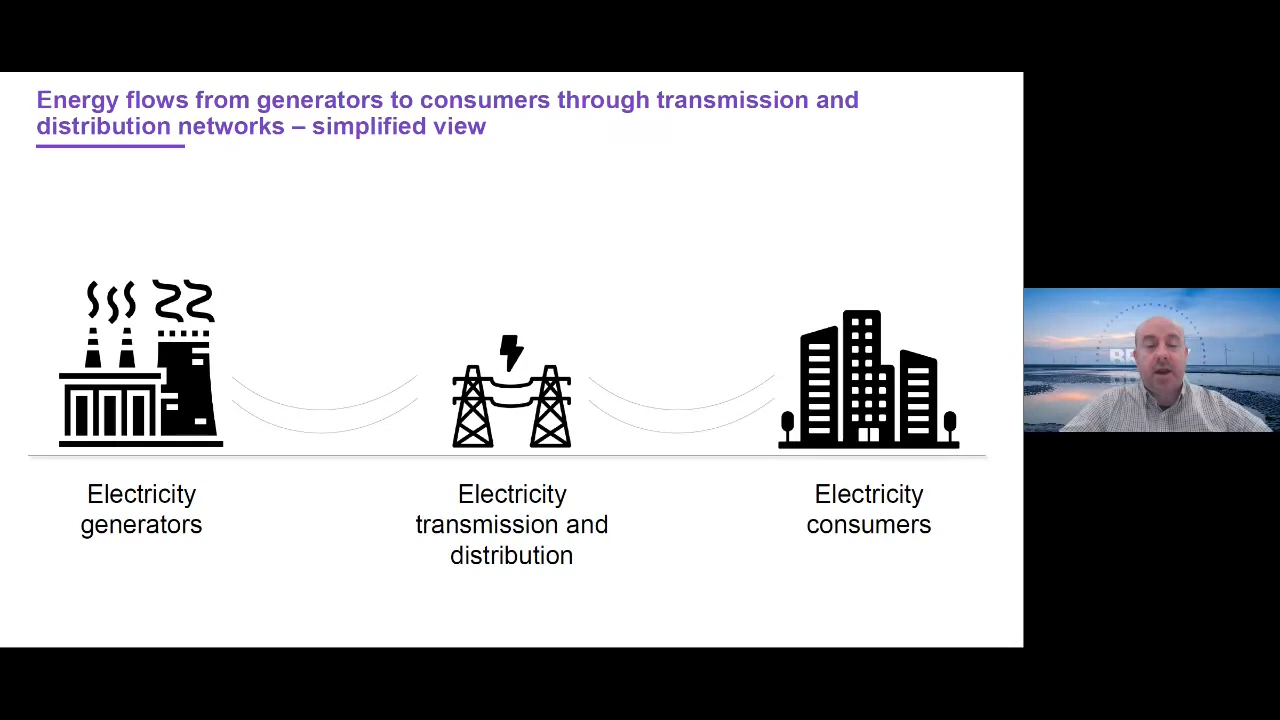 Energy flows from generators to consumers through transmission and
distribution networks – simplified view
Electricity
generators
Electricity
transmission and
distribution
Electricity
consumers